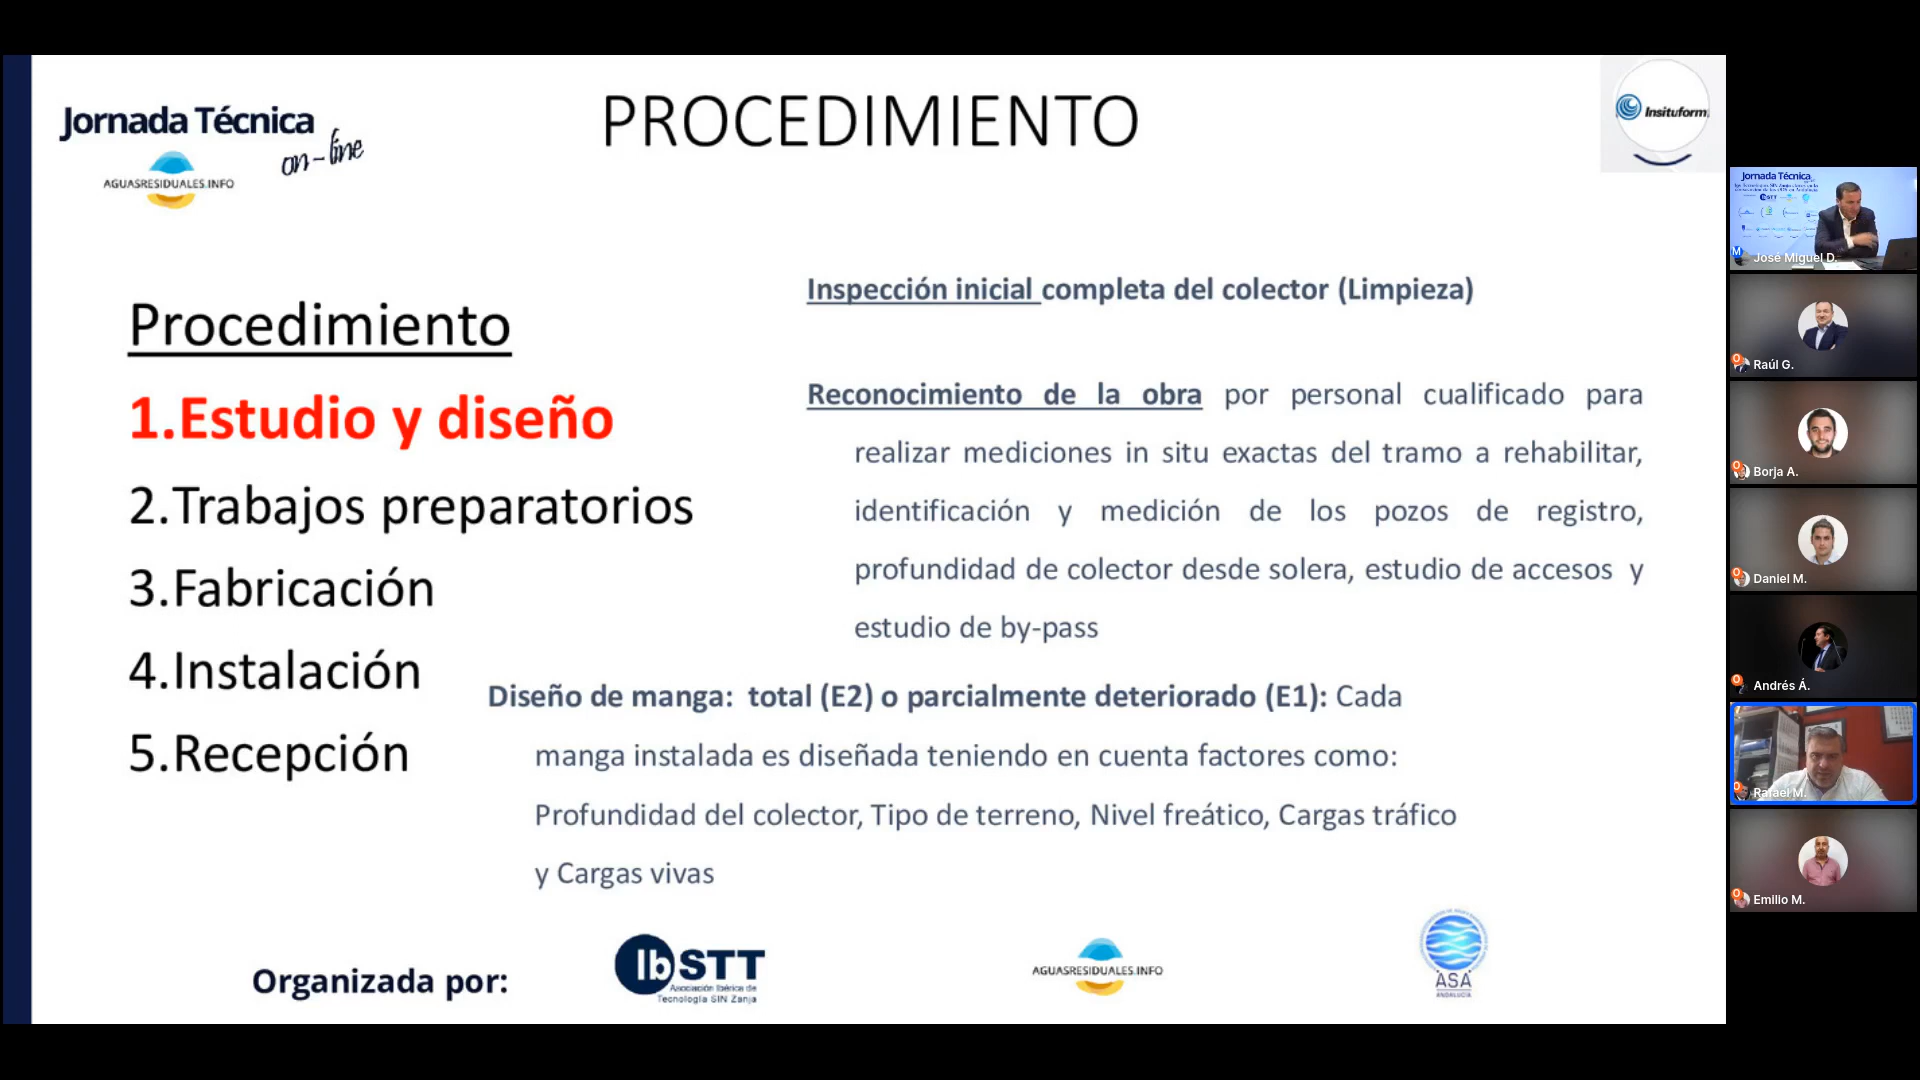 Jornada Técnica
on-line
AGUASRESIDUALES.INFO
PROCEDIMIENTO
Insituform
Procedimiento
1.Estudio y diseño
2.Trabajos preparatorios
3.Fabricación
4.Instalación
5.Recepción
Inspección inicial completa del colector (Limpieza)
Reconocimiento de la obra por personal cualificado para
realizar mediciones in situ exactas del tramo a rehabilitar,
identificación y medición de los pozos de registro,
profundidad de colector desde solera, estudio de accesos y
estudio de by-pass
Diseño de manga: total (E2) o parcialmente deteriorado (E1): Cada
manga instalada es diseñada teniendo en cuenta factores como:
Profundidad del colector, Tipo de terreno, Nivel freático, Cargas tráfico
y Cargas vivas
Organizada por:
IbSTT
Asociación Ibérica de
Tecnología SIN Zanja
AGUASRESIDUALES.INFO
ASA
ANDALUCÍA
Jornada Técnica
IbSTT
M
José Miguel D.
O
Raúl G.
O
Borja A.
O
Daniel M.
O
Andrés Á.
O
Rafael M.
O
Emilio M.